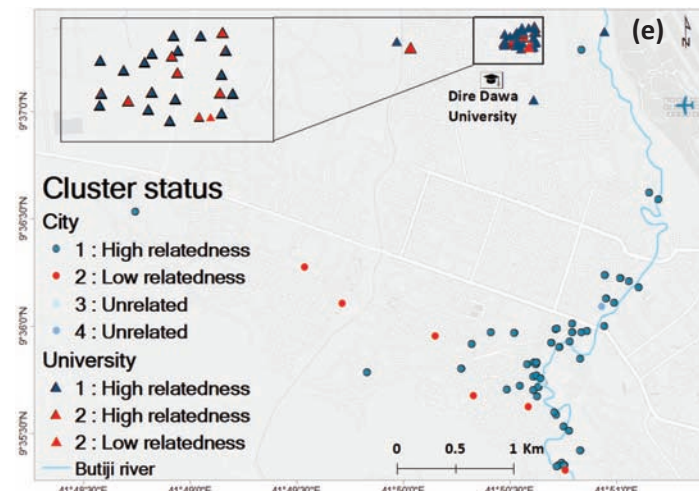 (e)
N
Dire Dawa
University
Cluster status
City
1 : High relatedness
2 : Low relatedness
3 : Unrelated
4 : Unrelated
University
1 : High relatedness
2 : High relatedness
2 : Low relatedness
Butiji river
0 0.5 1 Km
9°37'0"N
9°36'30"N
9°36'0"N
9°35'30"N